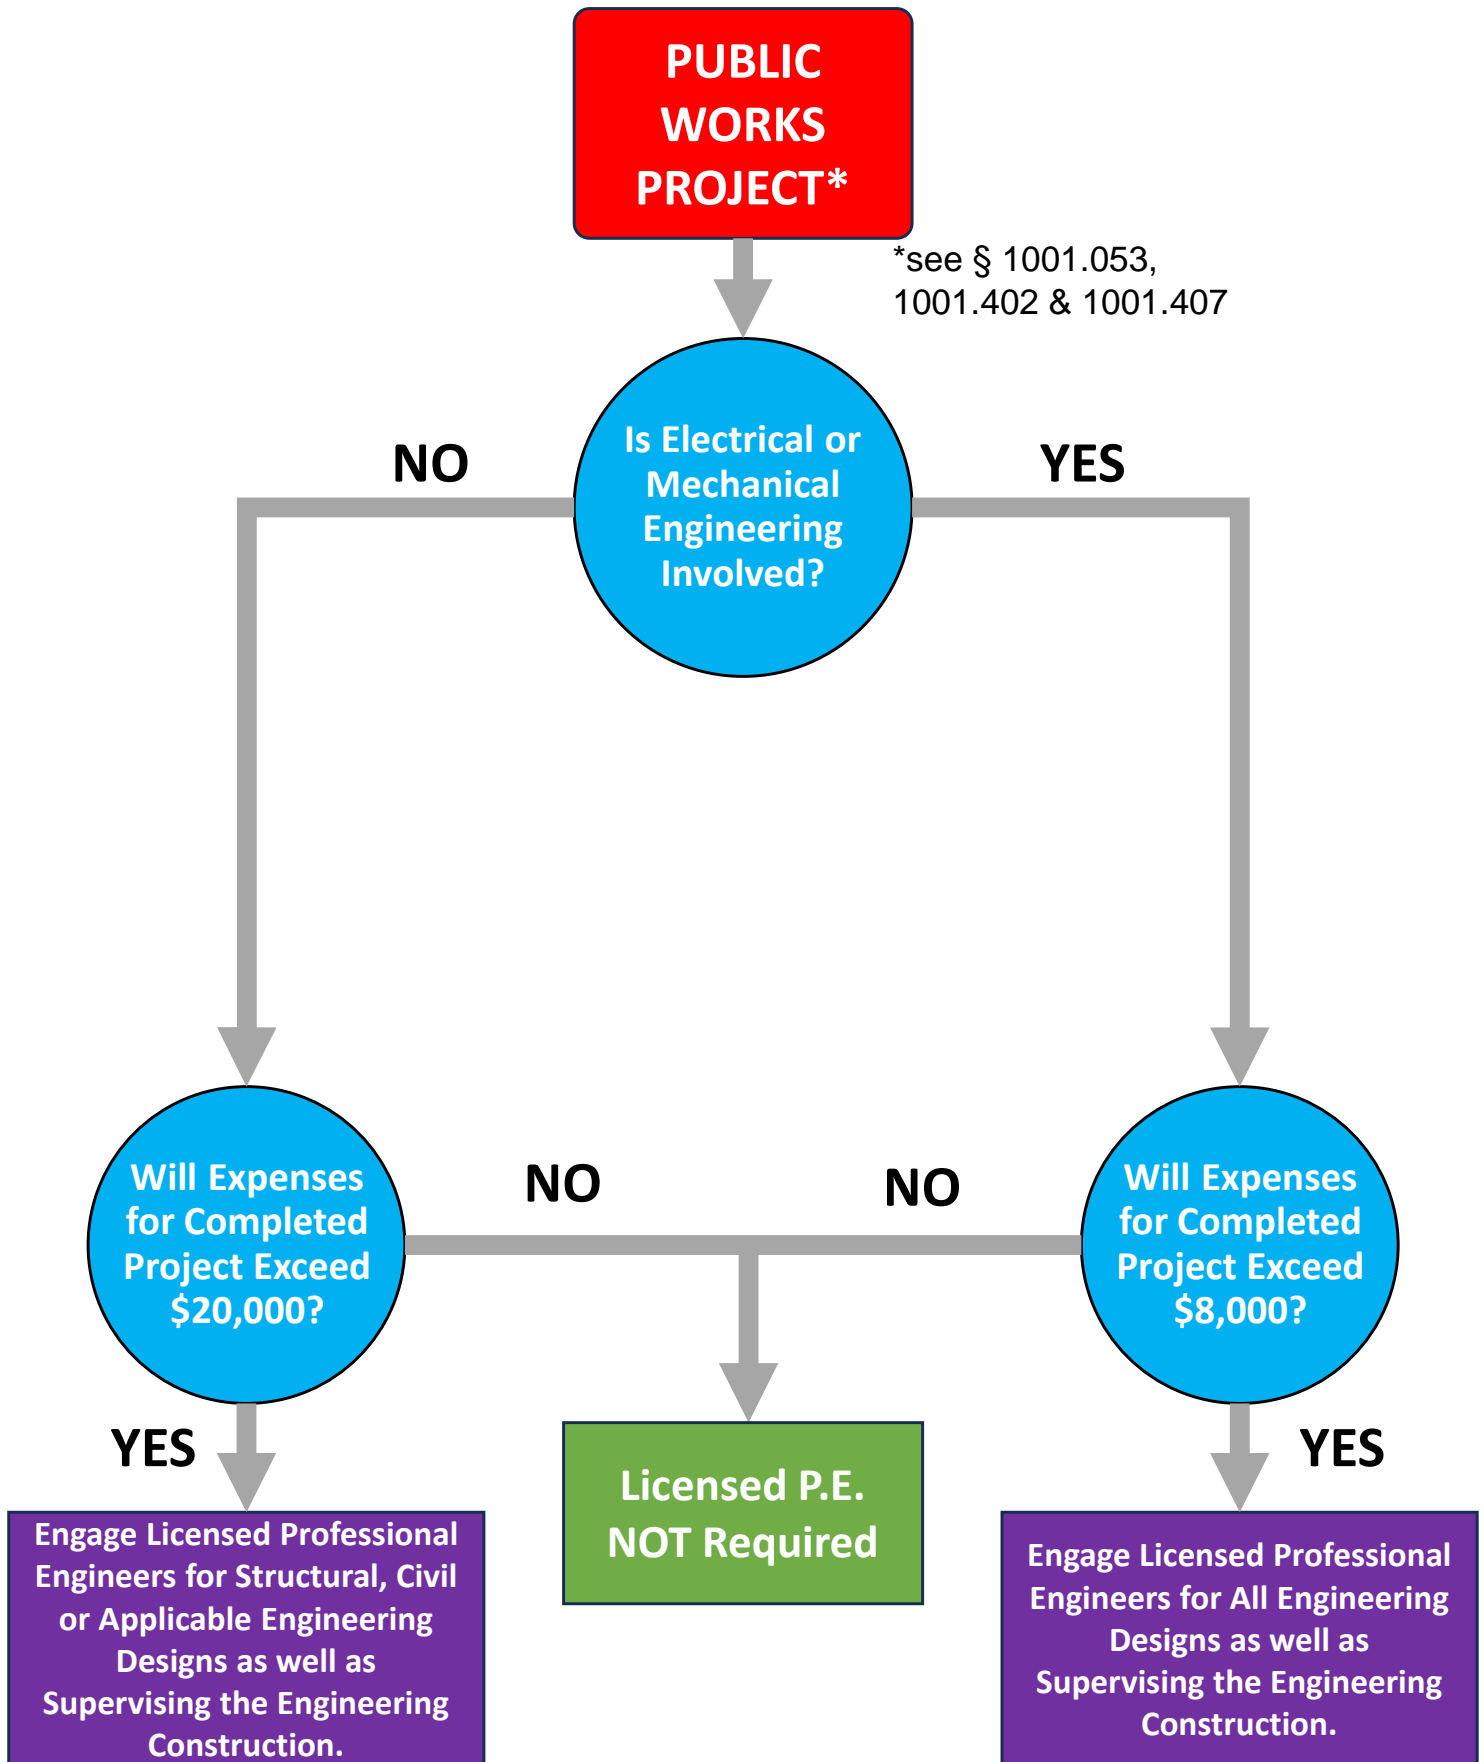 PUBLIC
WORKS
PROJECT*
*see § 1001.053,
1001.402 & 1001.407
Is Electrical or
Mechanical
Engineering
Involved?
NO
YES
Will Expenses
for Completed
Project Exceed
$20,000?
NO
NO
Will Expenses
for Completed
Project Exceed
$8,000?
YES
YES
Engage Licensed Professional
Engineers for Structural, Civil
or Applicable Engineering
Designs as well as
Supervising the Engineering
Construction.
Licensed P.E.
NOT Required
Engage Licensed Professional
Engineers for All Engineering
Designs as well as
Supervising the Engineering
Construction.